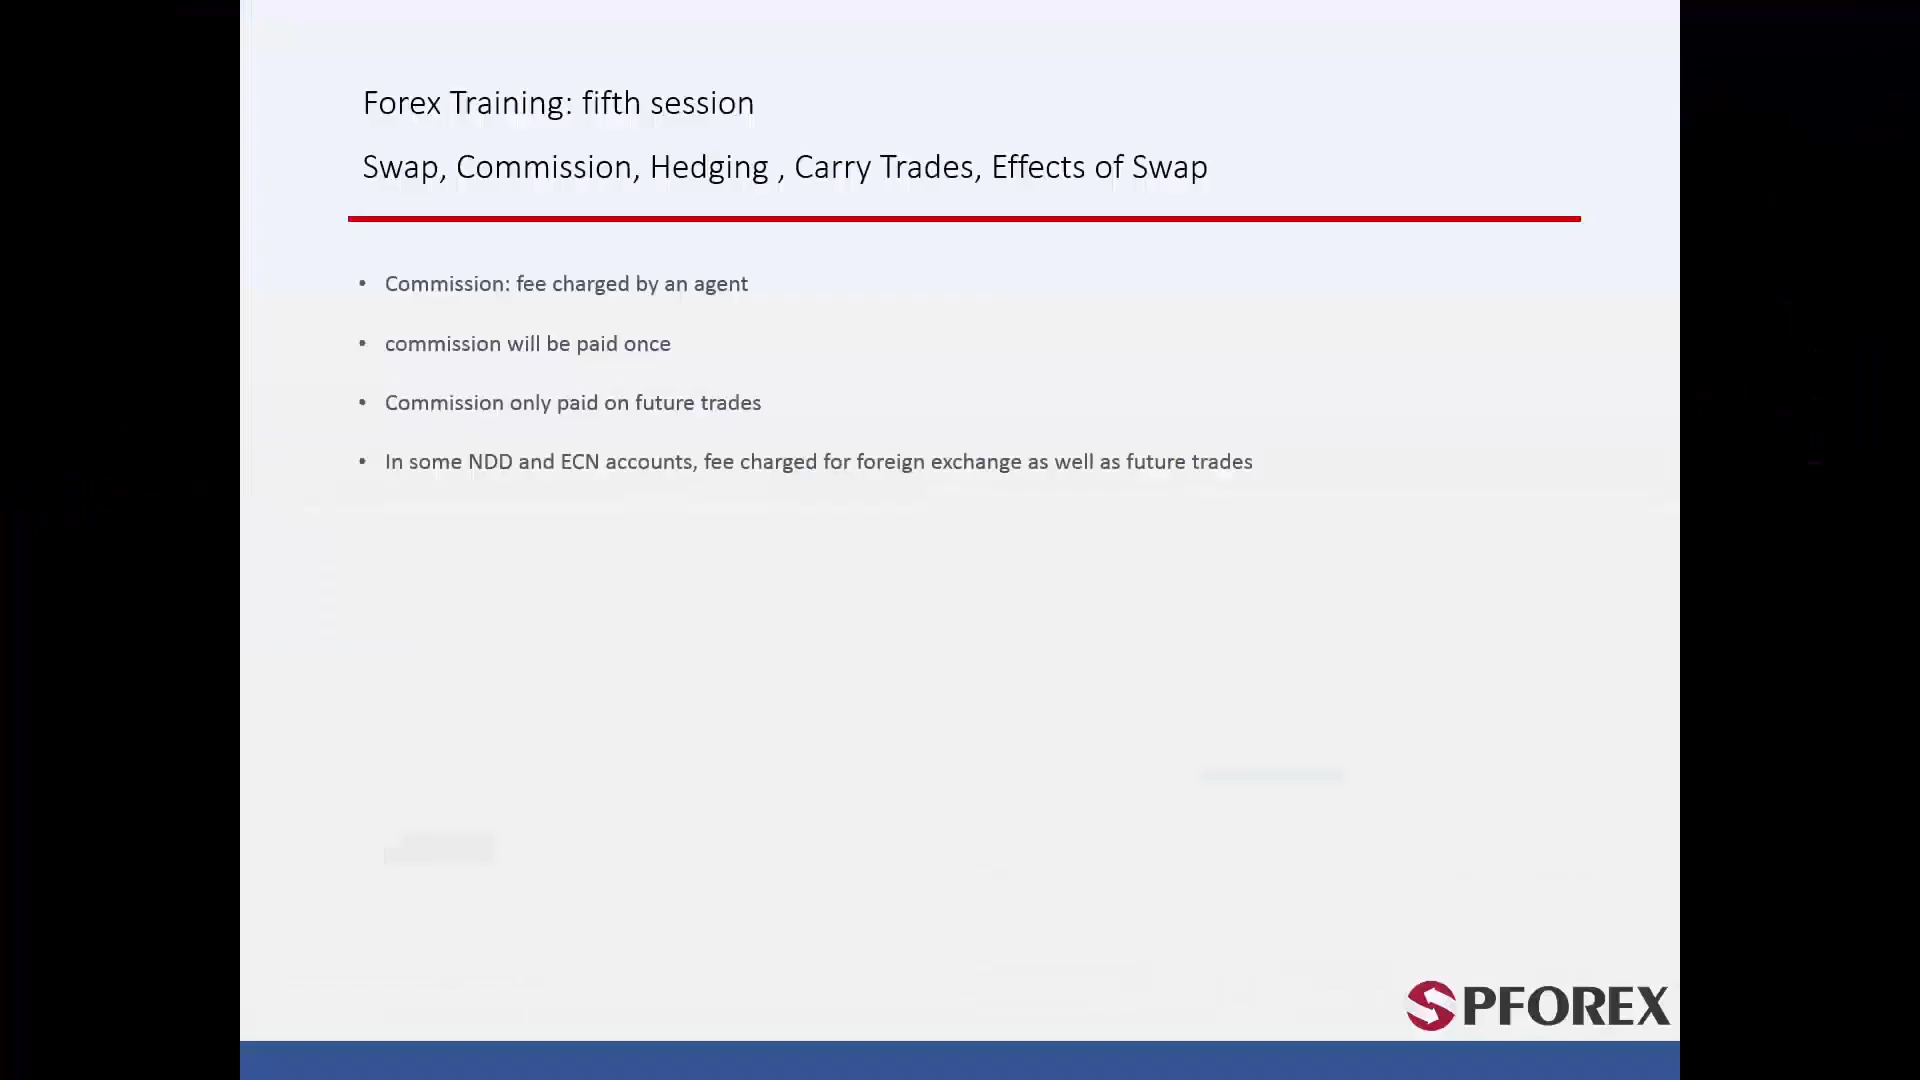 Forex Training: fifth session
Swap, Commission, Hedging , Carry Trades, Effects of Swap
• Commission: fee charged by an agent
• commission will be paid once
• Commission only paid on future trades
• In some NDD and ECN accounts, fee charged for foreign exchange as well as future trades
SPFOREX